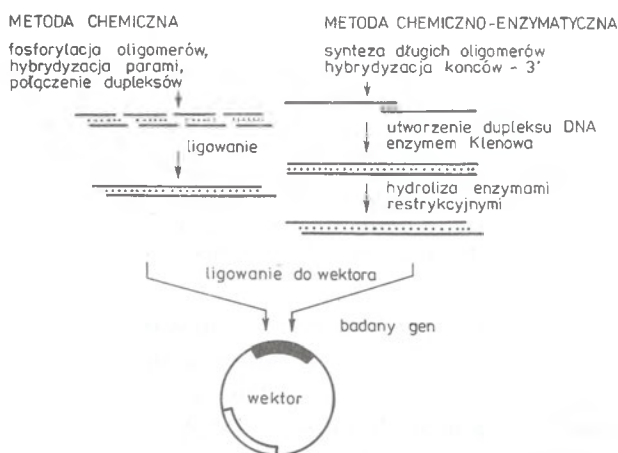 METODA CHEMICZNA
fosforylacja oligomerów,
hybrydyzacja parami,
połączenie dupleksów
ligowanie
METODA CHEMICZNO-ENZYMATYCZNA
synteza długich oligomerów
hybrydyzacja konców - 3'
utworzenie dupleksu DNA
enzymem Klenowa
hydroliza enzymami
restrykcyjnymi
ligowanie do wektora
badany gen
wektor